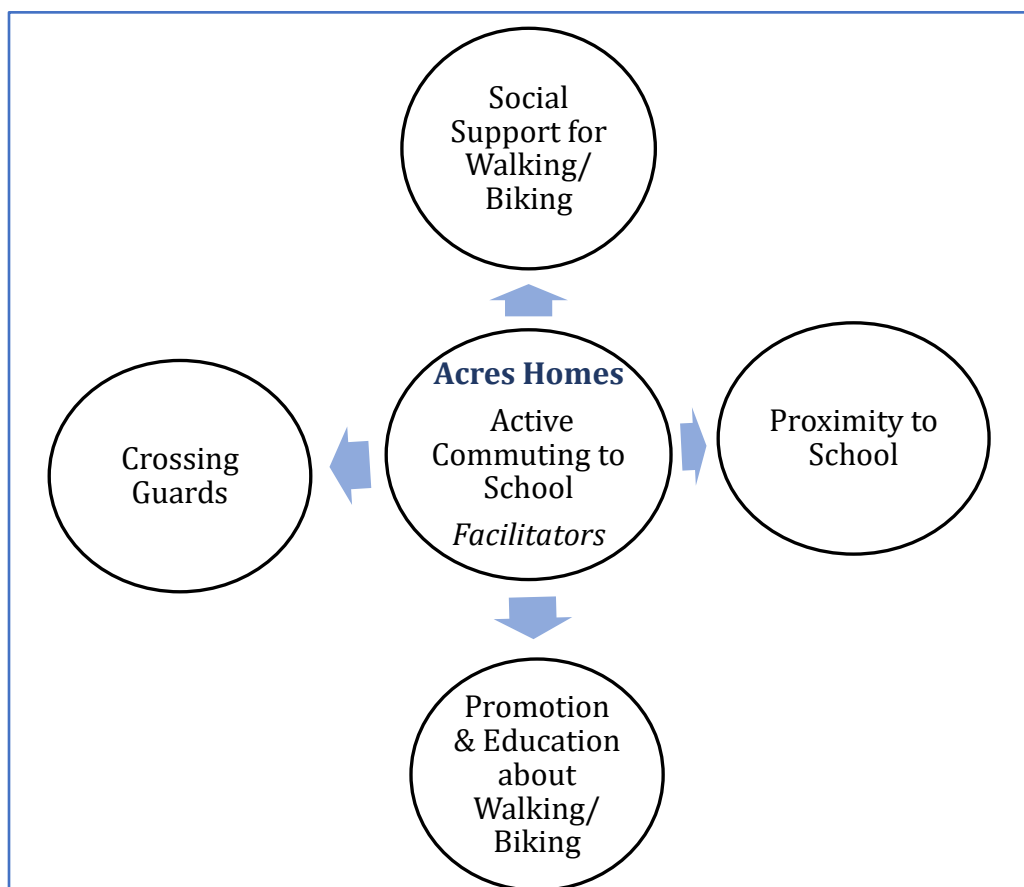 Social
Support for
Walking/
Biking
Acres Homes
Active
Commuting to
School
Facilitators
Crossing
Guards
Proximity to
School
Promotion
& Education
about
Walking/
Biking